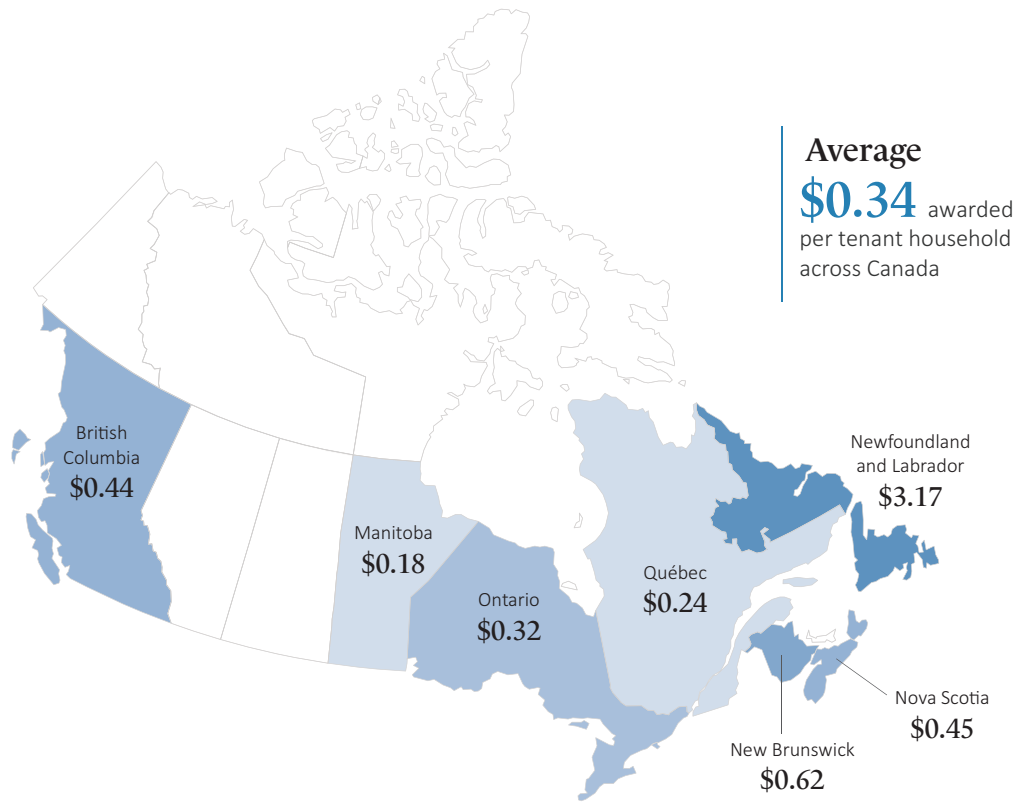 Average
$0.34 awarded
per tenant household
across Canada
British
Columbia
$0.44
Manitoba
$0.18
Ontario
$0.32
Québec
$0.24
Newfoundland
and Labrador
$3.17
Nova Scotia
$0.45
New Brunswick
$0.62